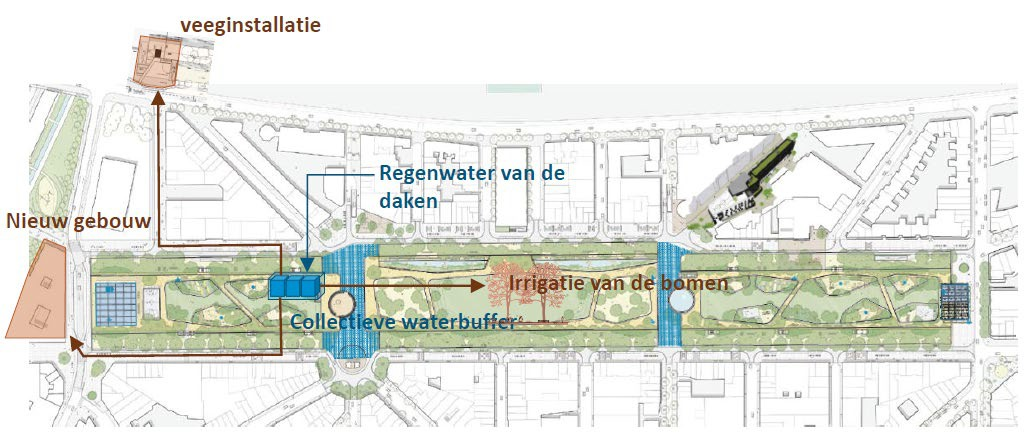 veeginstallatie
Regenwater van de
daken
Nieuw gebouw
Irrigatie van de bomen
Collectieve waterbuffer